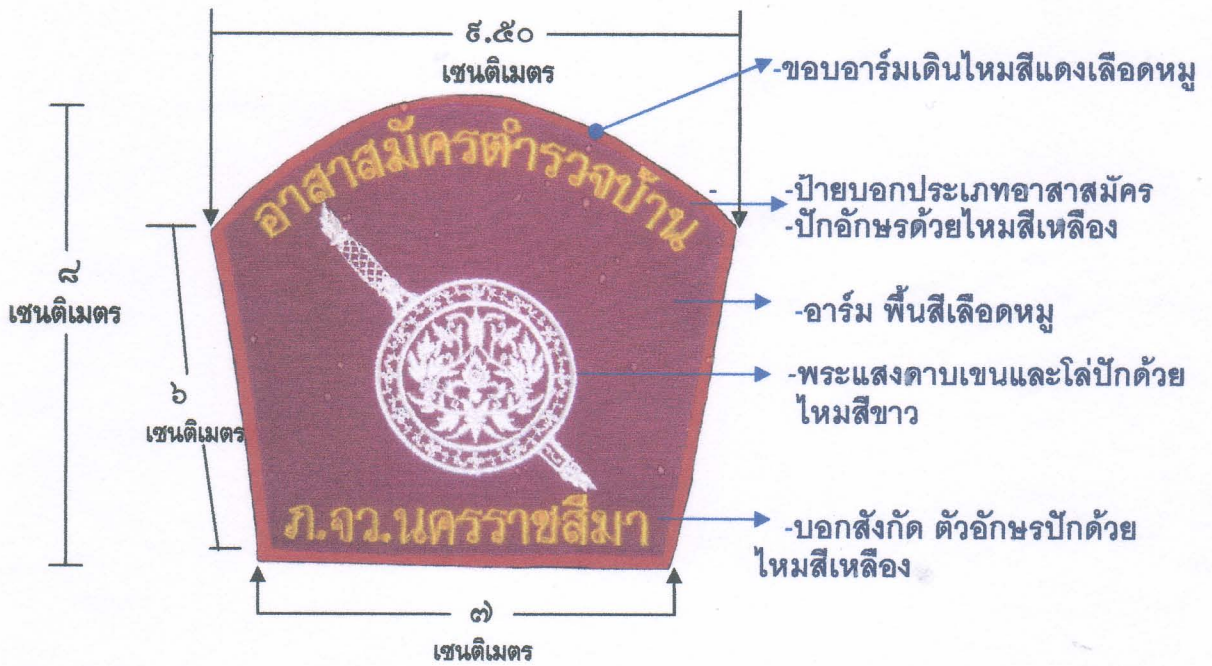 ๙.๕๐
เซนติเมตร
-ขอบอาร์มเดินไหมสีแดงเลือดหมู
อาสาสมัครตำรวจบ้าน
-ป้ายบอกประเภทอาสาสมัคร
-ปักอักษรด้วยไหมสีเหลือง
๘
เซนติเมตร
-อาร์ม พื้นสีเลือดหมู
๖
เซนติเมตร
-พระแสงดาบเขนและโล่ปักด้วย
ไหมสีขาว
ภ.จว.นครราชสีมา
-บอกสังกัด ตัวอักษรปักด้วย
ไหมสีเหลือง
๗
เซนติเมตร